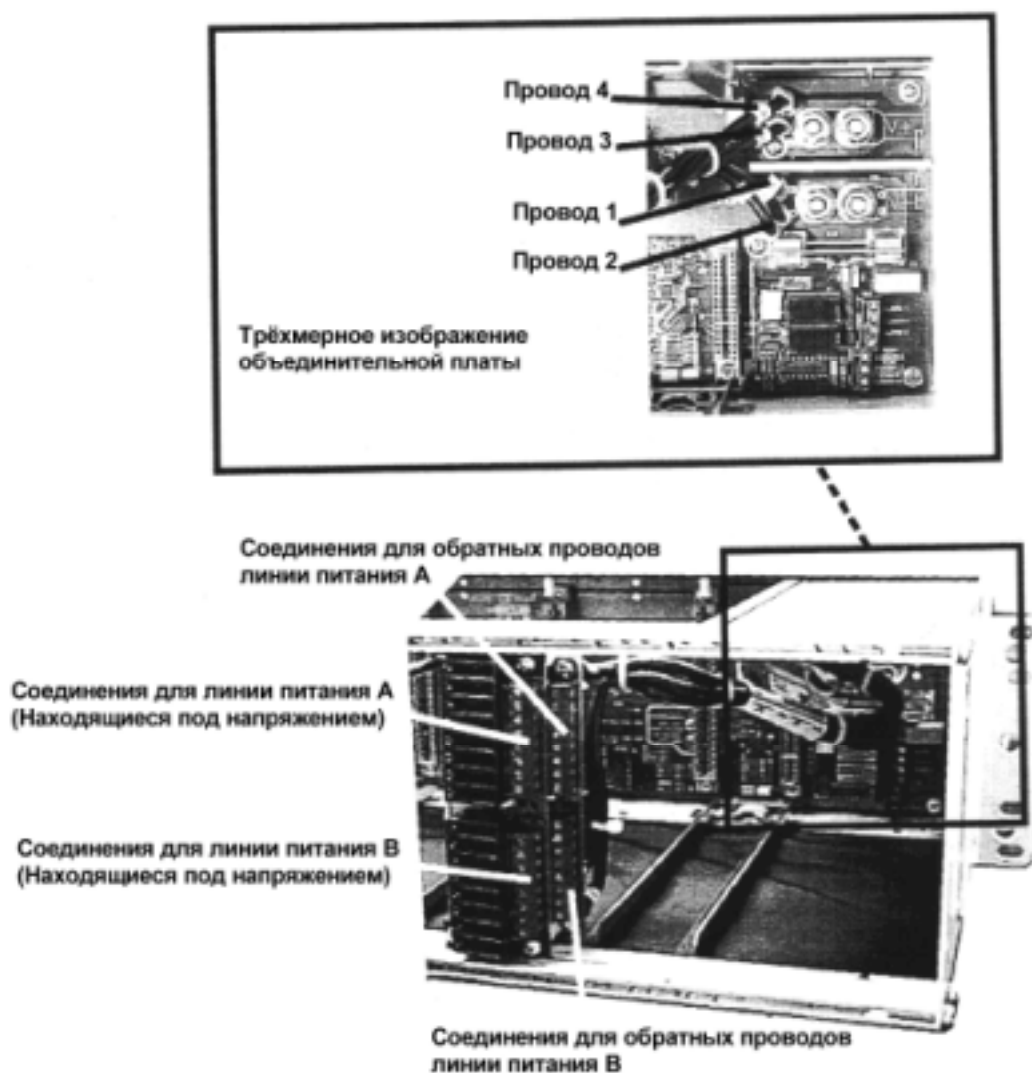 Провод 4
Провод 3
Провод 1
Провод 2
Трёхмерное изображение
объединительной платы
Соединения для обратных проводов
линии питания А
Соединения для линии питания А
(Находящиеся под напряжением)
Соединения для линии питания В
(Находящиеся под напряжением)
Соединения для обратных проводов
линии питания В